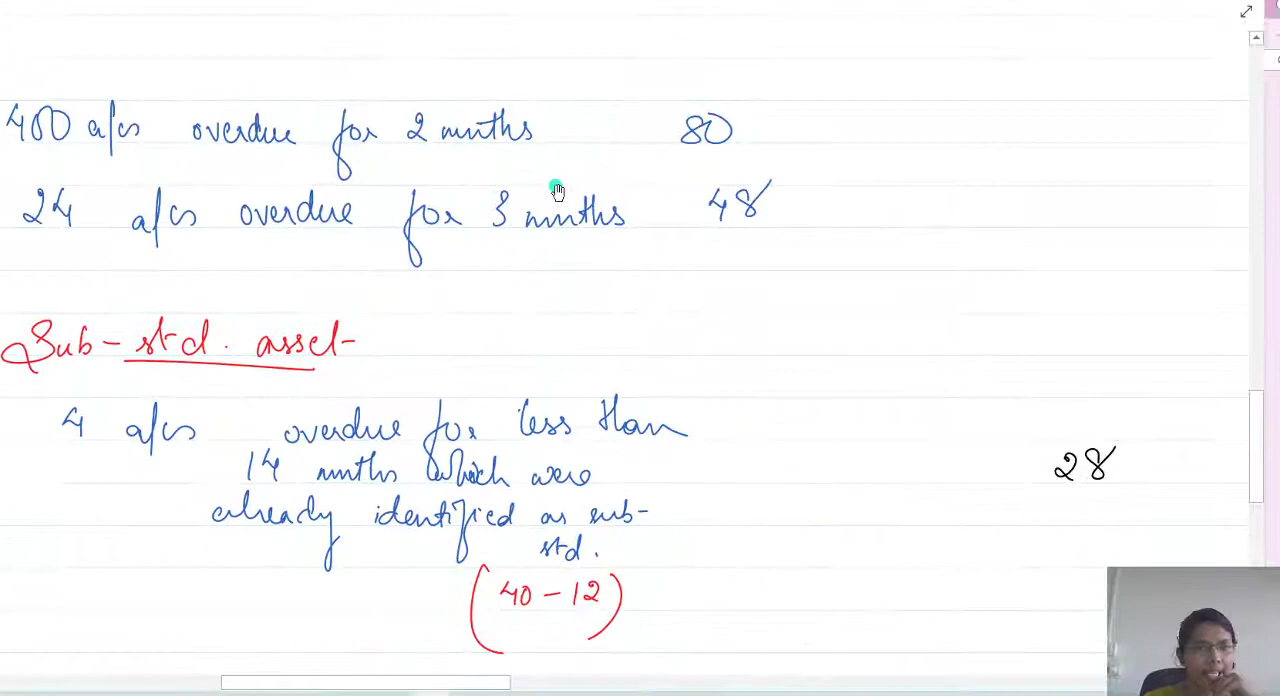 400 a/cs overdue for 2 mnths 80
24 a/cs overdue for 3 mnths 48
Sub-std. asset-
4 a/cs overdue for less than
14 mnths which were 28
already identified as sub-
std.
(40-12)